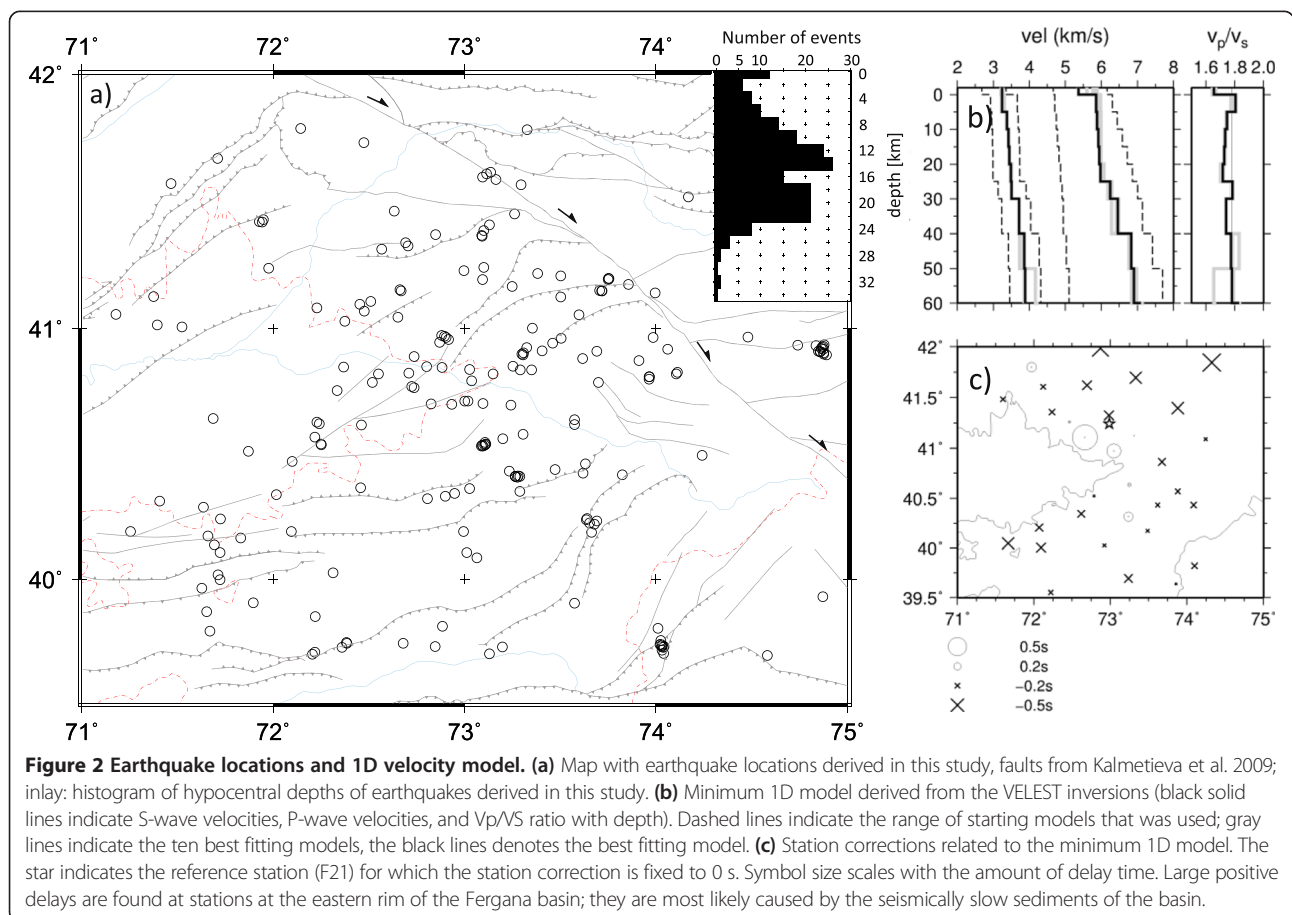 71° 72° 73° 74°
42°
41°
40°
71° 72° 73° 74° 75°
a)
Number of events
0 5 10 15 20 25 30
0
4
8
12
16
20
24
28
32
depth [km]
vel (km/s)
2 3 4 5 6 7 8
vp/vs
1.6 1.8 2.0
0
10
20
30
40
50
60
b)
42°
41.5°
41°
40.5°
40°
39.5°
c)
71° 72° 73° 74° 75°
0.5s
0.2s
−0.2s
−0.5s
Figure 2 Earthquake locations and 1D velocity model. (a) Map with earthquake locations derived in this study, faults from Kalmetieva et al. 2009;
inlay: histogram of hypocentral depths of earthquakes derived in this study. (b) Minimum 1D model derived from the VELEST inversions (black solid
lines indicate S-wave velocities, P-wave velocities, and Vp/VS ratio with depth). Dashed lines indicate the range of starting models that was used; gray
lines indicate the ten best fitting models, the black lines denotes the best fitting model. (c) Station corrections related to the minimum 1D model. The
star indicates the reference station (F21) for which the station correction is fixed to 0 s. Symbol size scales with the amount of delay time. Large positive
delays are found at stations at the eastern rim of the Fergana basin; they are most likely caused by the seismically slow sediments of the basin.